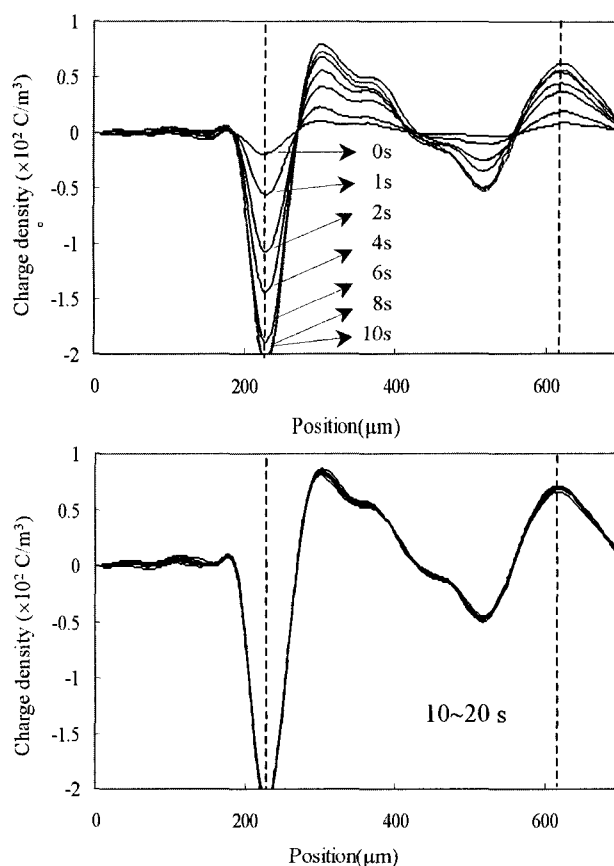 1
0.5
0
-0.5
-1
-1.5
-2
Charge density (×10² C/m³)
0s
1s
2s
4s
6s
8s
10s
0
200
400
600
Position(μm)
1
0.5
0
-0.5
-1
-1.5
-2
Charge density (×10² C/m³)
10~20 s
0
200
400
600
Position(μm)